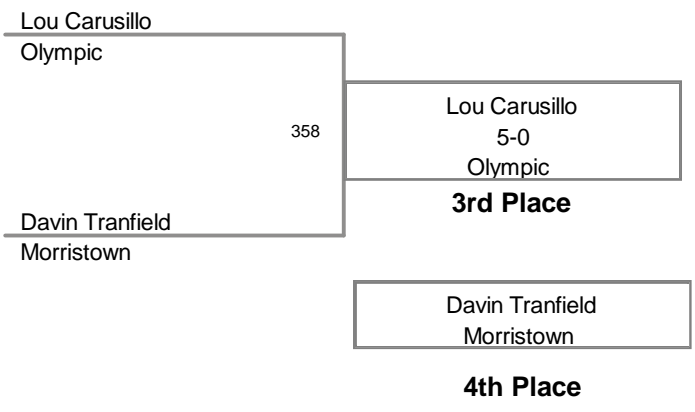 Lou Carusillo
Olympic
358
Lou Carusillo
5-0
Olympic
3rd Place
Davin Tranfield
Morristown
Davin Tranfield
Morristown
4th Place